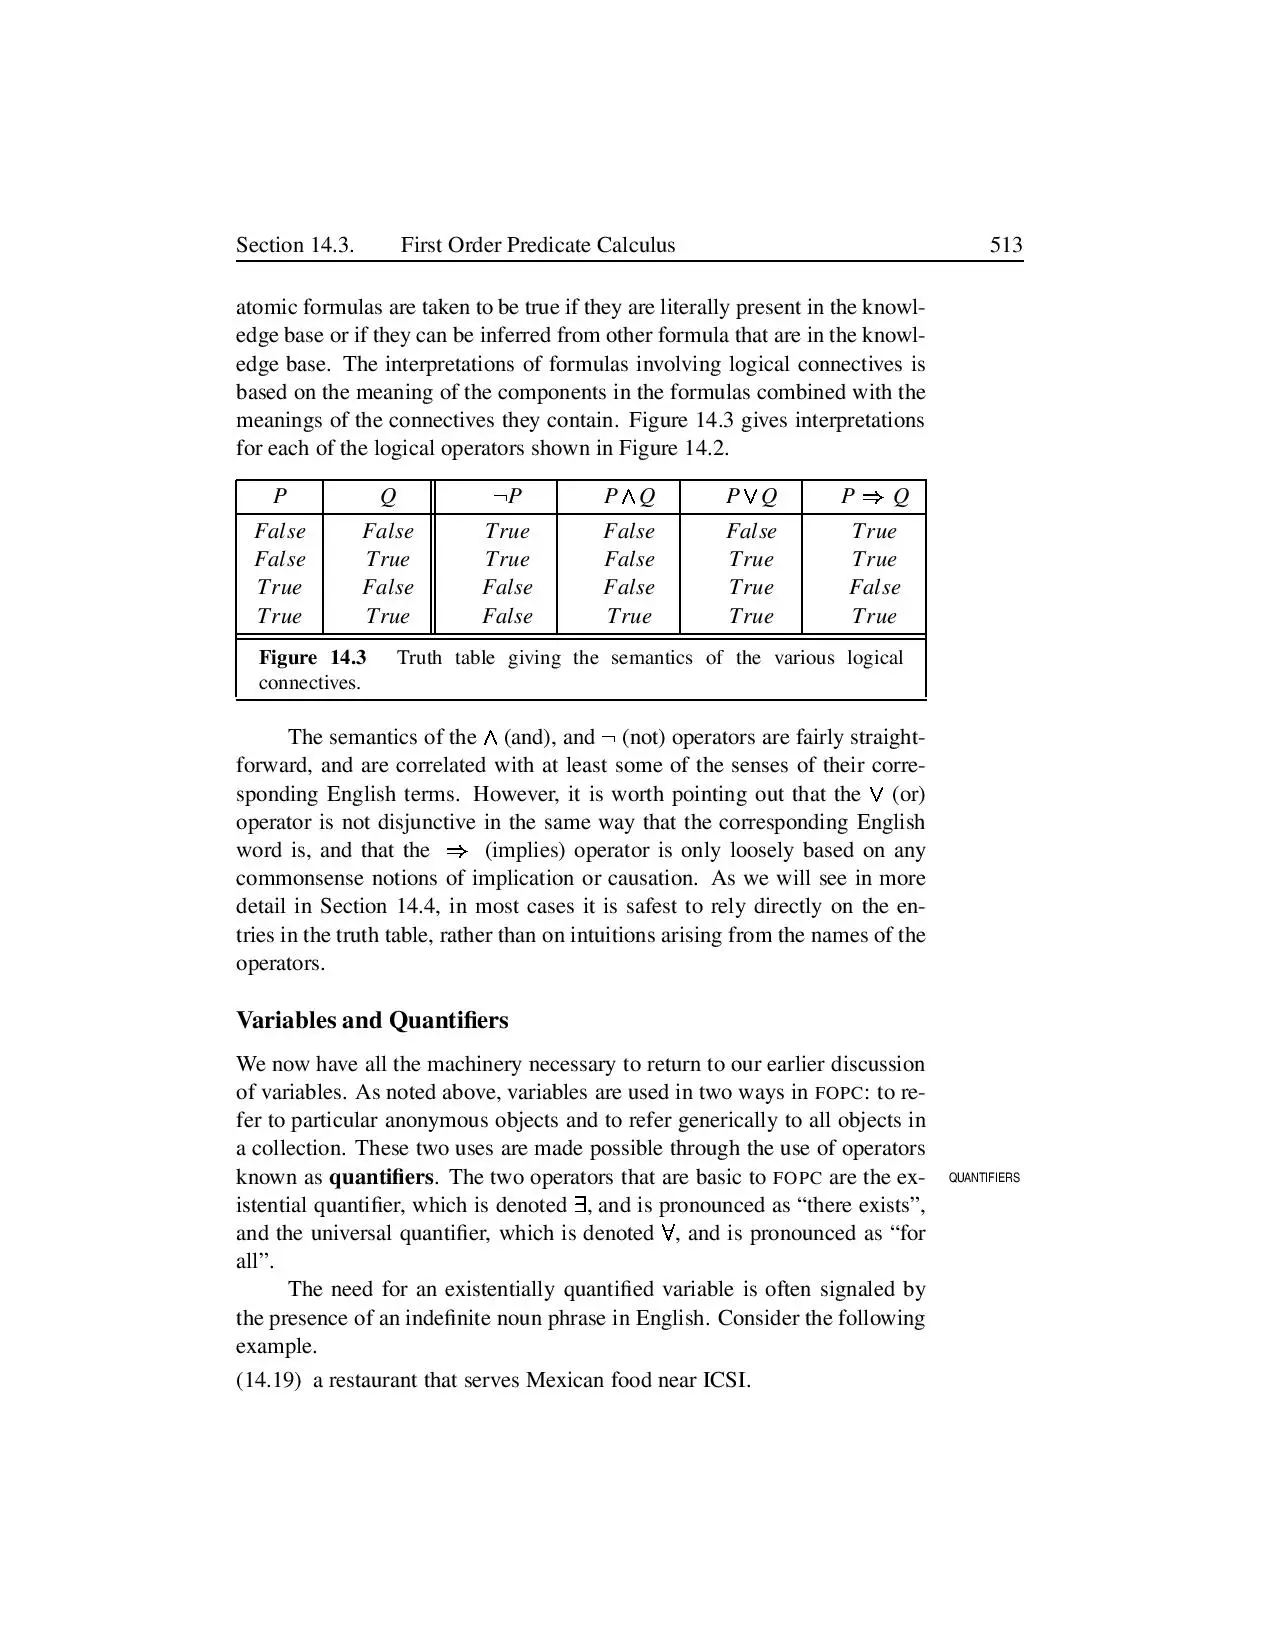 Section 14.3. First Order Predicate Calculus 513
atomic formulas are taken to be true if they are literally present in the knowl-
edge base or if they can be inferred from other formula that are in the knowl-
edge base. The interpretations of formulas involving logical connectives is
based on the meaning of the components in the formulas combined with the
meanings of the connectives they contain. Figure 14.3 gives interpretations
for each of the logical operators shown in Figure 14.2.
P Q ¬P P∧Q P∨Q P ⇒ Q
False False True False False True
False True True False True True
True False False False True False
True True False True True True
Figure 14.3 Truth table giving the semantics of the various logical
connectives.
The semantics of the ∧ (and), and ¬ (not) operators are fairly straight-
forward, and are correlated with at least some of the senses of their corre-
sponding English terms. However, it is worth pointing out that the ∨ (or)
operator is not disjunctive in the same way that the corresponding English
word is, and that the ⇒ (implies) operator is only loosely based on any
commonsense notions of implication or causation. As we will see in more
detail in Section 14.4, in most cases it is safest to rely directly on the en-
tries in the truth table, rather than on intuitions arising from the names of the
operators.
Variables and Quantifiers
We now have all the machinery necessary to return to our earlier discussion
of variables. As noted above, variables are used in two ways in FOPC: to re-
fer to particular anonymous objects and to refer generically to all objects in
a collection. These two uses are made possible through the use of operators
known as quantifiers. The two operators that are basic to FOPC are the ex- QUANTIFIERS
istential quantifier, which is denoted ∃, and is pronounced as “there exists”,
and the universal quantifier, which is denoted ∀, and is pronounced as “for
all”.
The need for an existentially quantified variable is often signaled by
the presence of an indefinite noun phrase in English. Consider the following
example.
(14.19) a restaurant that serves Mexican food near ICSI.